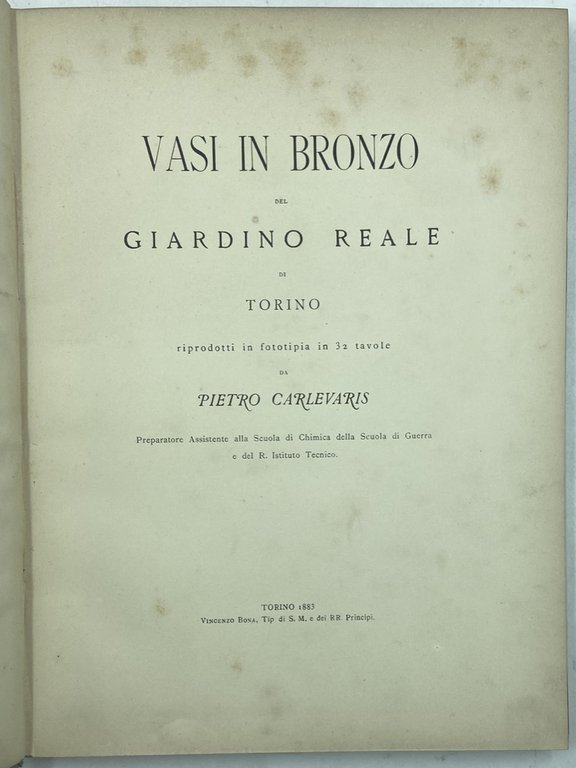 VASI IN BRONZO
DEL
GIARDINO REALE
DI
TORINO
riprodotti in fototipia in 32 tavole
DA
PIETRO CARLEVARIS
Preparatore Assistente alla Scuola di Chimica della Scuola di Guerra
e del R. Istituto Tecnico.
TORINO 1883
VINCENZO BONA, Tip di S. M. e dei RR. Principi.